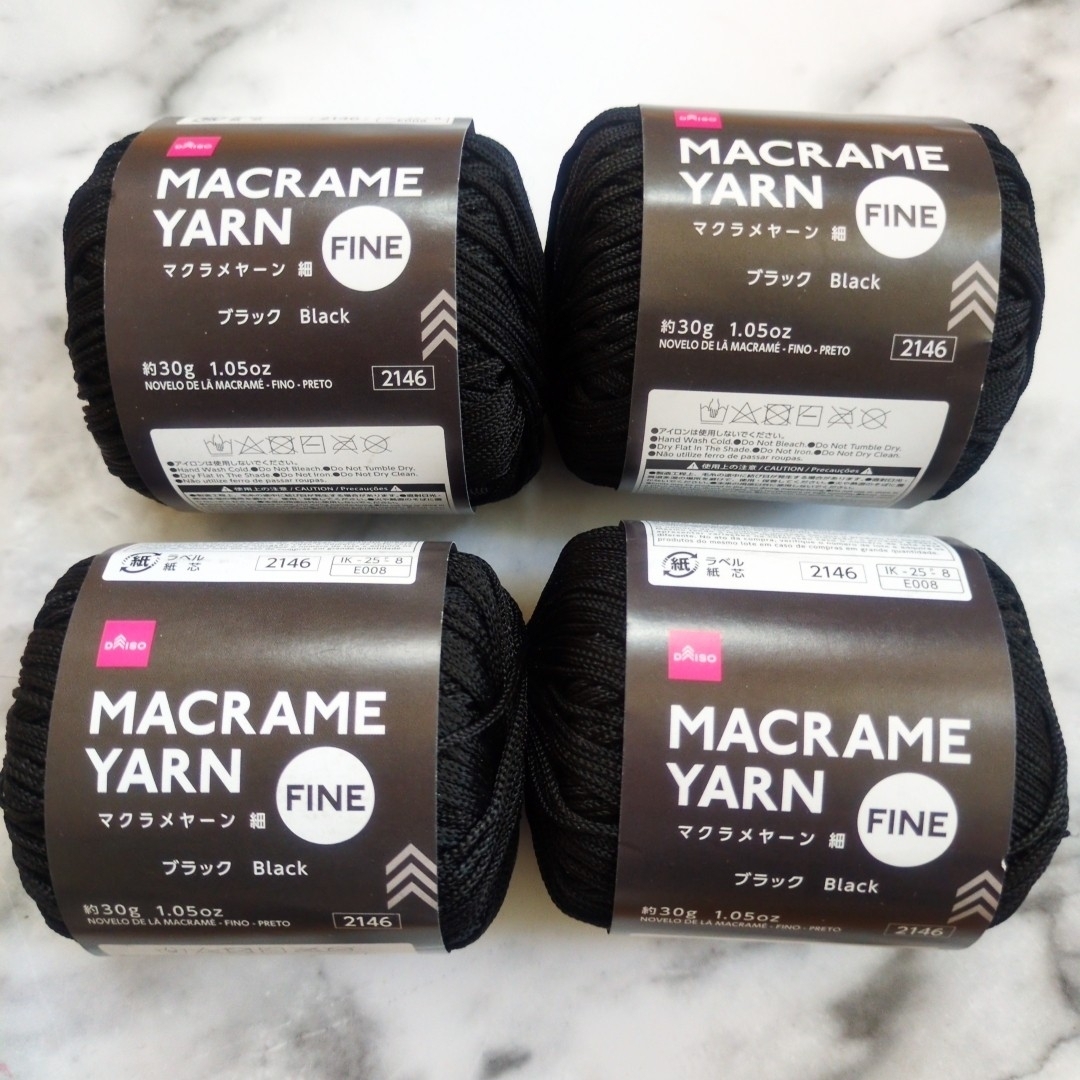 DAISO
MACRAME
YARN
FINE
マクラメヤーン 細
ブラック Black
約30g 1.05oz
NOVELO DE LÃ MACRAMÉ - FINO - PRETO
2146
●アイロンは使用しないでください。
●Hand Wash Cold.●Do Not Bleach.●Do Not Tumble Dry.
●Dry Flat In The Shade.●Do Not Iron.●Do Not Dry Clean.
●Não utilize ferro de passar roupas.
使用上の注意 / CAUTION / Precauções
DAISO
MACRAME
YARN
FINE
マクラメヤーン 細
ブラック Black
約30g 1.05oz
NOVELO DE LÃ MACRAMÉ - FINO - PRETO
2146
●アイロンは使用しないでください。
●Hand Wash Cold.●Do Not Bleach.●Do Not Tumble Dry.
●Dry Flat In The Shade.●Do Not Iron.●Do Not Dry Clean.
●Não utilize ferro de passar roupas.
使用上の注意 / CAUTION / Precauções
紙 ラベル
紙 芯
2146
IK-25-8
E008
DAISO
MACRAME
YARN
FINE
マクラメヤーン 細
ブラック Black
約30g 1.05oz
NOVELO DE LÃ MACRAMÉ - FINO - PRETO
2146
produtos do mesmo lote em caso de compras em grande quantidade.
紙 ラベル
紙 芯
2146
IK-25-8
E008
DAISO
MACRAME
YARN
FINE
マクラメヤーン 細
ブラック Black
約30g 1.05oz
NOVELO DE LÃ MACRAMÉ - FINO - PRETO
2146